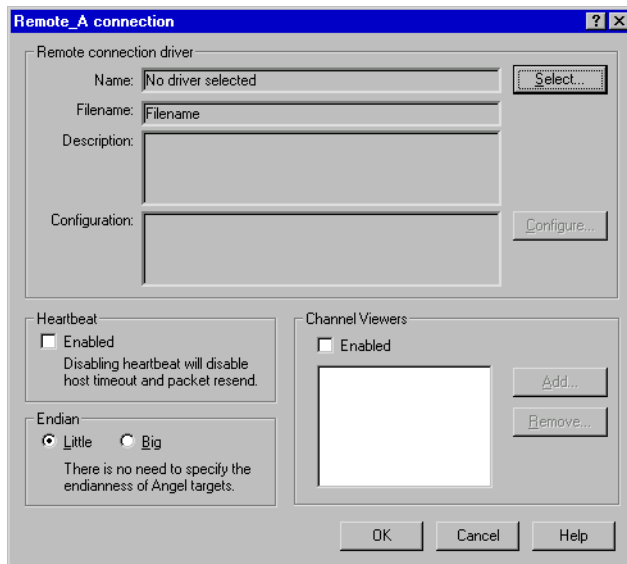 Remote_A connection
Remote connection driver
Name: No driver selected
Select...
Filename: Filename
Description:
Configuration:
Configure...
Heartbeat
Enabled
Disabling heartbeat will disable
host timeout and packet resend.
Endian
Little Big
There is no need to specify the
endianness of Angel targets.
Channel Viewers
Enabled
Add...
Remove...
OK Cancel Help